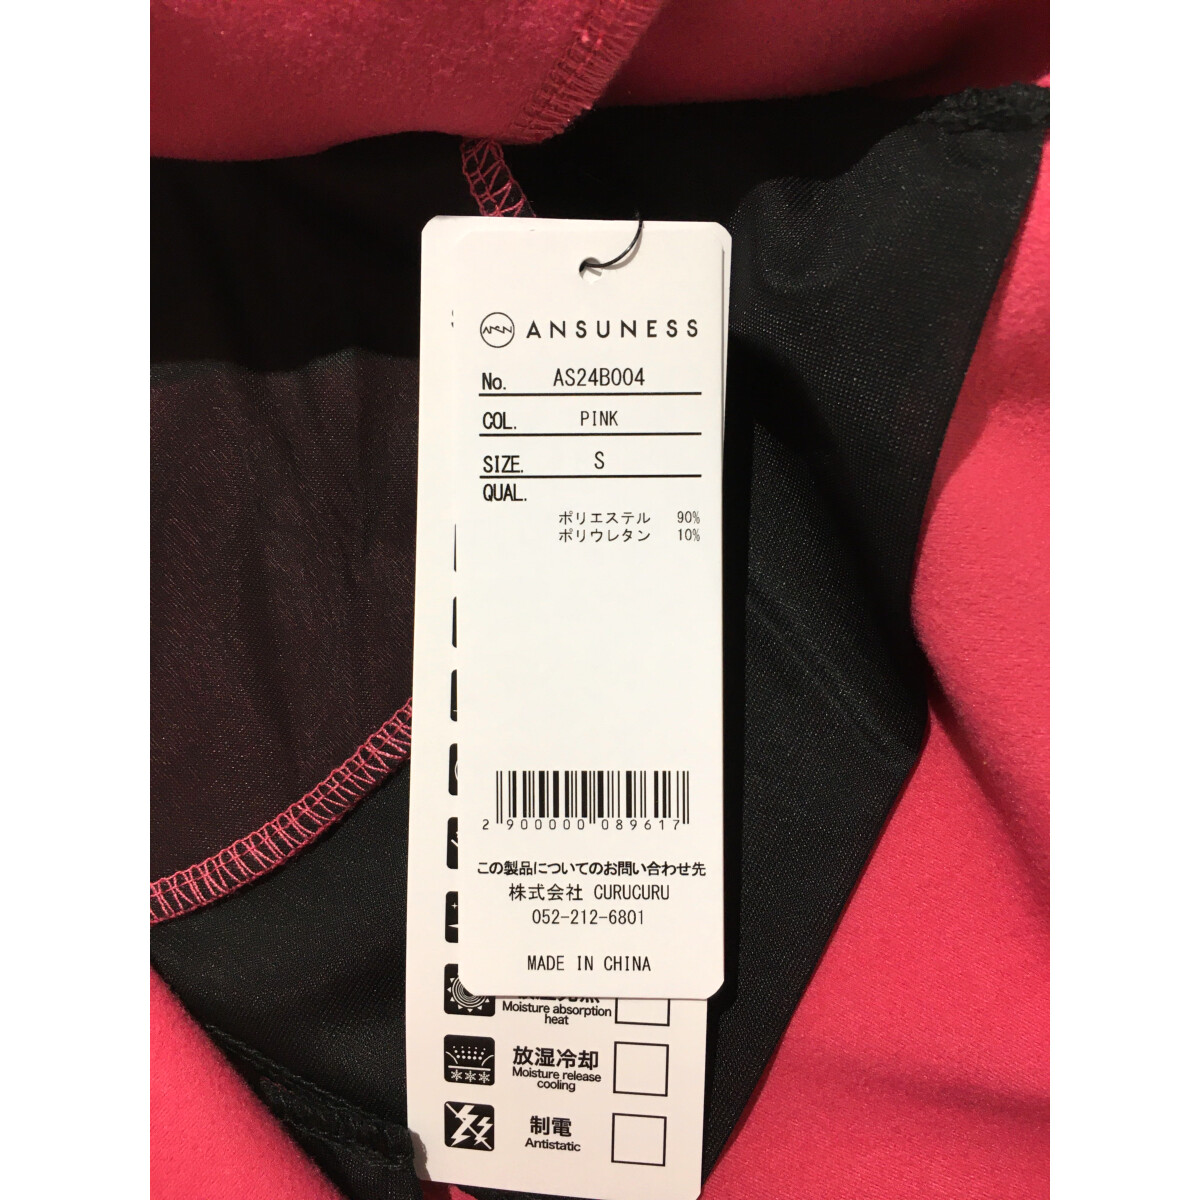 ANSUNESS
No. AS24B004
COL. PINK
SIZE. S
QUAL.
ポリエステル 90%
ポリウレタン 10%
2 900000 089617
この製品についてのお問い合わせ先
株式会社 CURUCURU
052-212-6801
MADE IN CHINA
Moisture absorption
heat
放湿冷却
Moisture release
cooling
制電
Antistatic